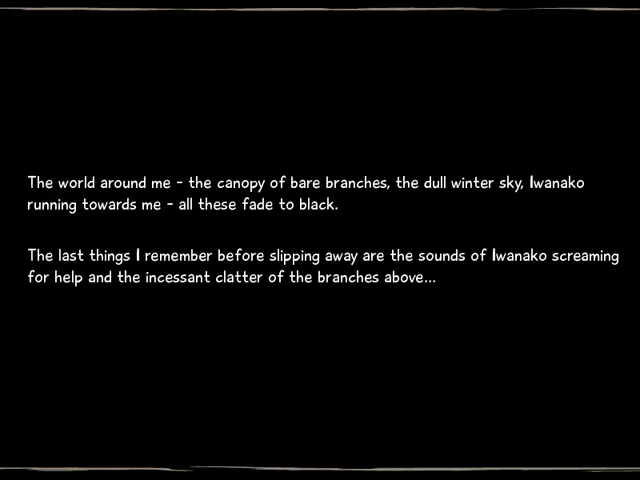 The world around me - the canopy of bare branches, the dull winter sky, Iwanako
running towards me - all these fade to black.
The last things I remember before slipping away are the sounds of Iwanako screaming
for help and the incessant clatter of the branches above...